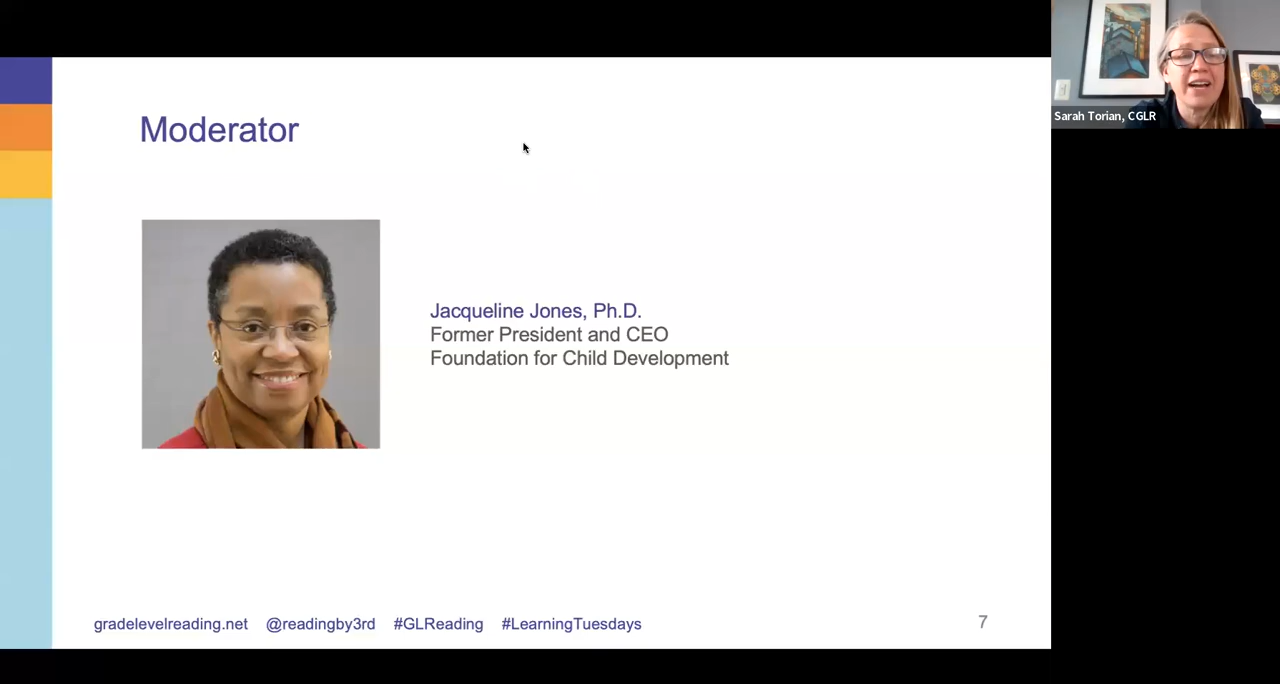 Moderator
Jacqueline Jones, Ph.D.
Former President and CEO
Foundation for Child Development
gradelevelreading.net @readingby3rd #GLReading #LearningTuesdays
7
Sarah Torian, CGLR